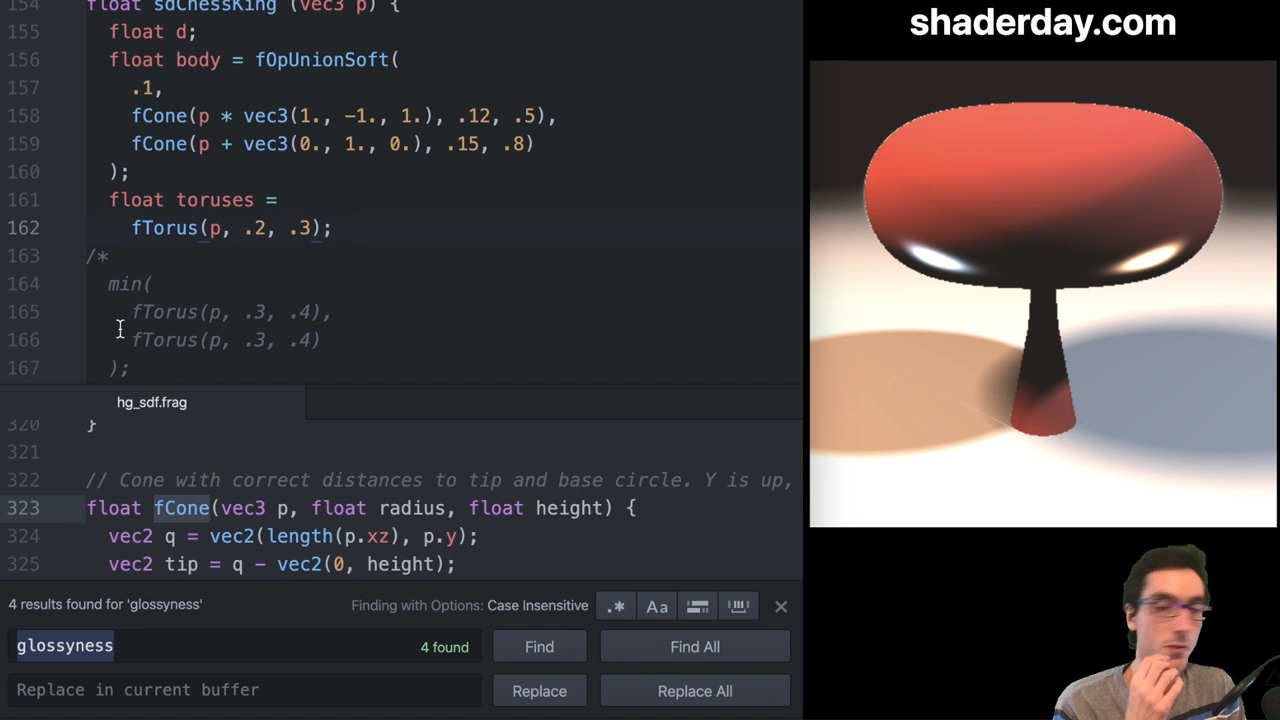 154 float sdChessKing (vec3 p) {
155 float d;
156 float body = fOpUnionSoft(
157 .1,
158 fCone(p * vec3(1., -1., 1.), .12, .5),
159 fCone(p + vec3(0., 1., 0.), .15, .8)
160 );
161 float toruses =
162 fTorus(p, .2, .3);
163 /*
164 min(
165 fTorus(p, .3, .4),
166 fTorus(p, .3, .4)
167 );
hg_sdf.frag
320 }
321
322 // Cone with correct distances to tip and base circle. Y is up,
323 float fCone(vec3 p, float radius, float height) {
324 vec2 q = vec2(length(p.xz), p.y);
325 vec2 tip = q - vec2(0, height);
4 results found for 'glossyness'
Finding with Options: Case Insensitive
.* Aa
glossyness
4 found
Find
Find All
Replace in current buffer
Replace
Replace All
shaderday.com